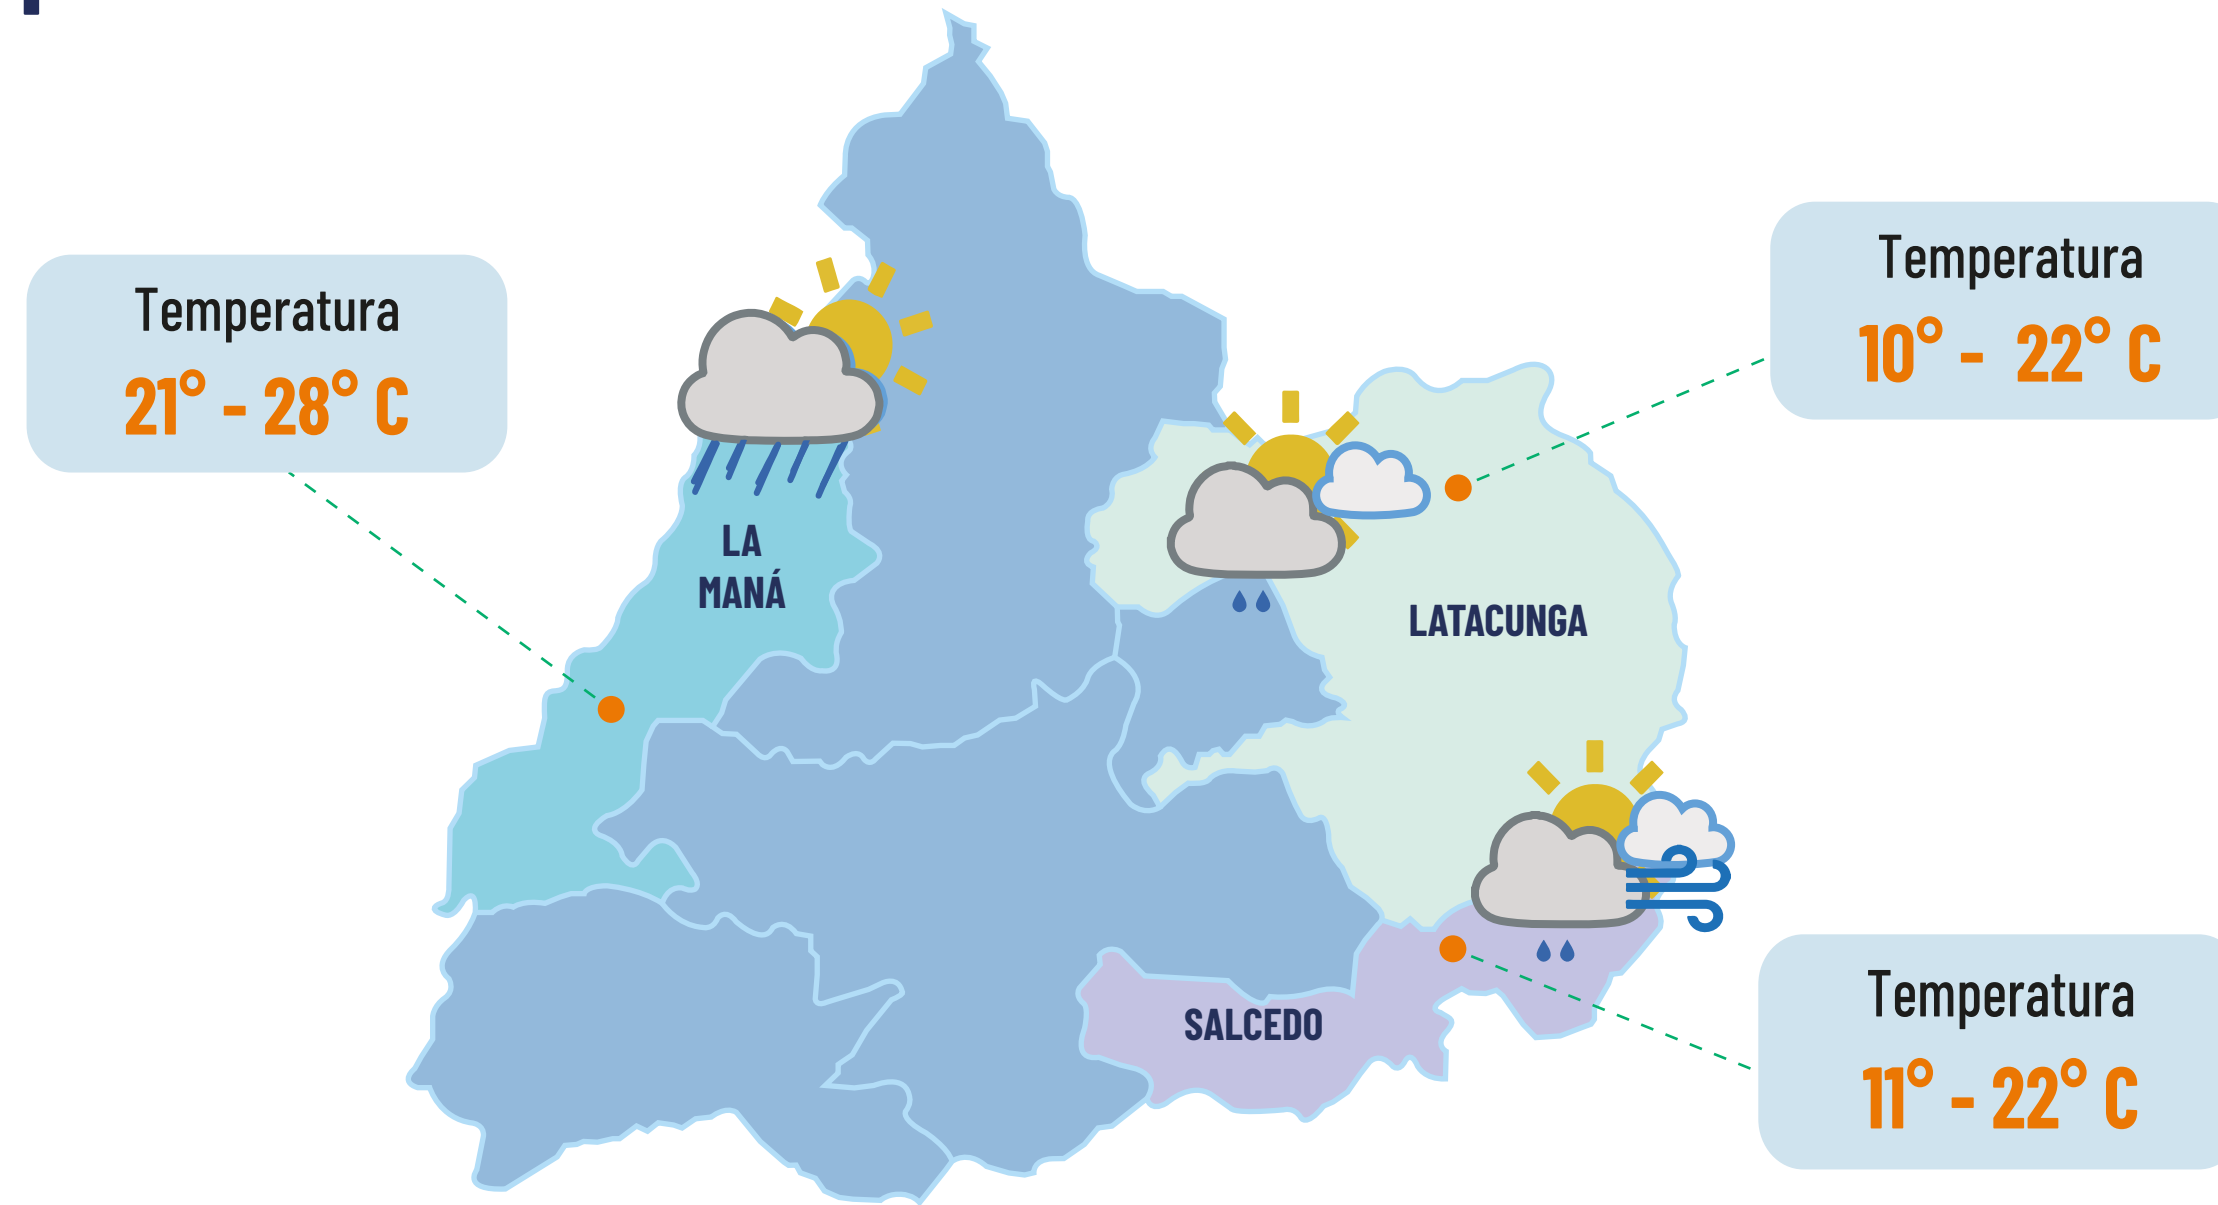 Temperatura
21° - 28° C
Temperatura
10° - 22° C
LA
MANÁ
LATACUNGA
SALCEDO
Temperatura
11° - 22° C